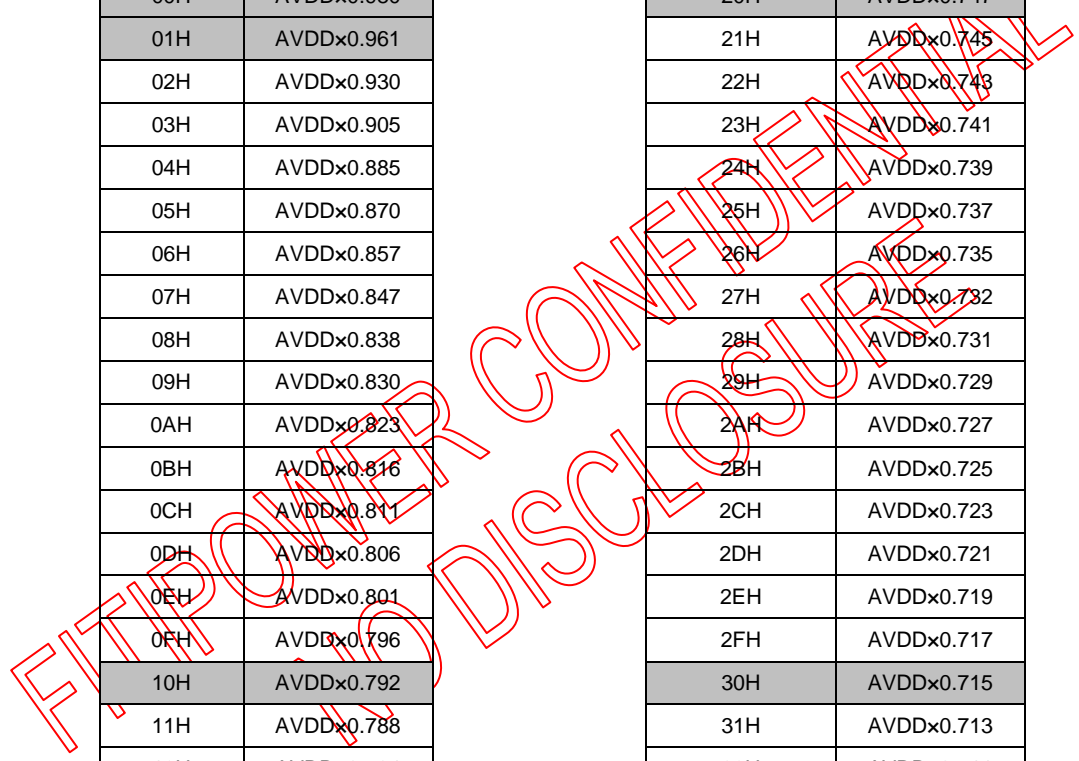 01H AVDD×0.961
02H AVDD×0.930
03H AVDD×0.905
04H AVDD×0.885
05H AVDD×0.870
06H AVDD×0.857
07H AVDD×0.847
08H AVDD×0.838
09H AVDD×0.830
0AH AVDD×0.823
0BH AVDD×0.816
0CH AVDD×0.811
0DH AVDD×0.806
0EH AVDD×0.801
0FH AVDD×0.796
10H AVDD×0.792
11H AVDD×0.788
21H AVDD×0.745
22H AVDD×0.743
23H AVDD×0.741
24H AVDD×0.739
25H AVDD×0.737
26H AVDD×0.735
27H AVDD×0.732
28H AVDD×0.731
29H AVDD×0.729
2AH AVDD×0.727
2BH AVDD×0.725
2CH AVDD×0.723
2DH AVDD×0.721
2EH AVDD×0.719
2FH AVDD×0.717
30H AVDD×0.715
31H AVDD×0.713
FITIPOWER CONFIDENTIAL
NO DISCLOSURE